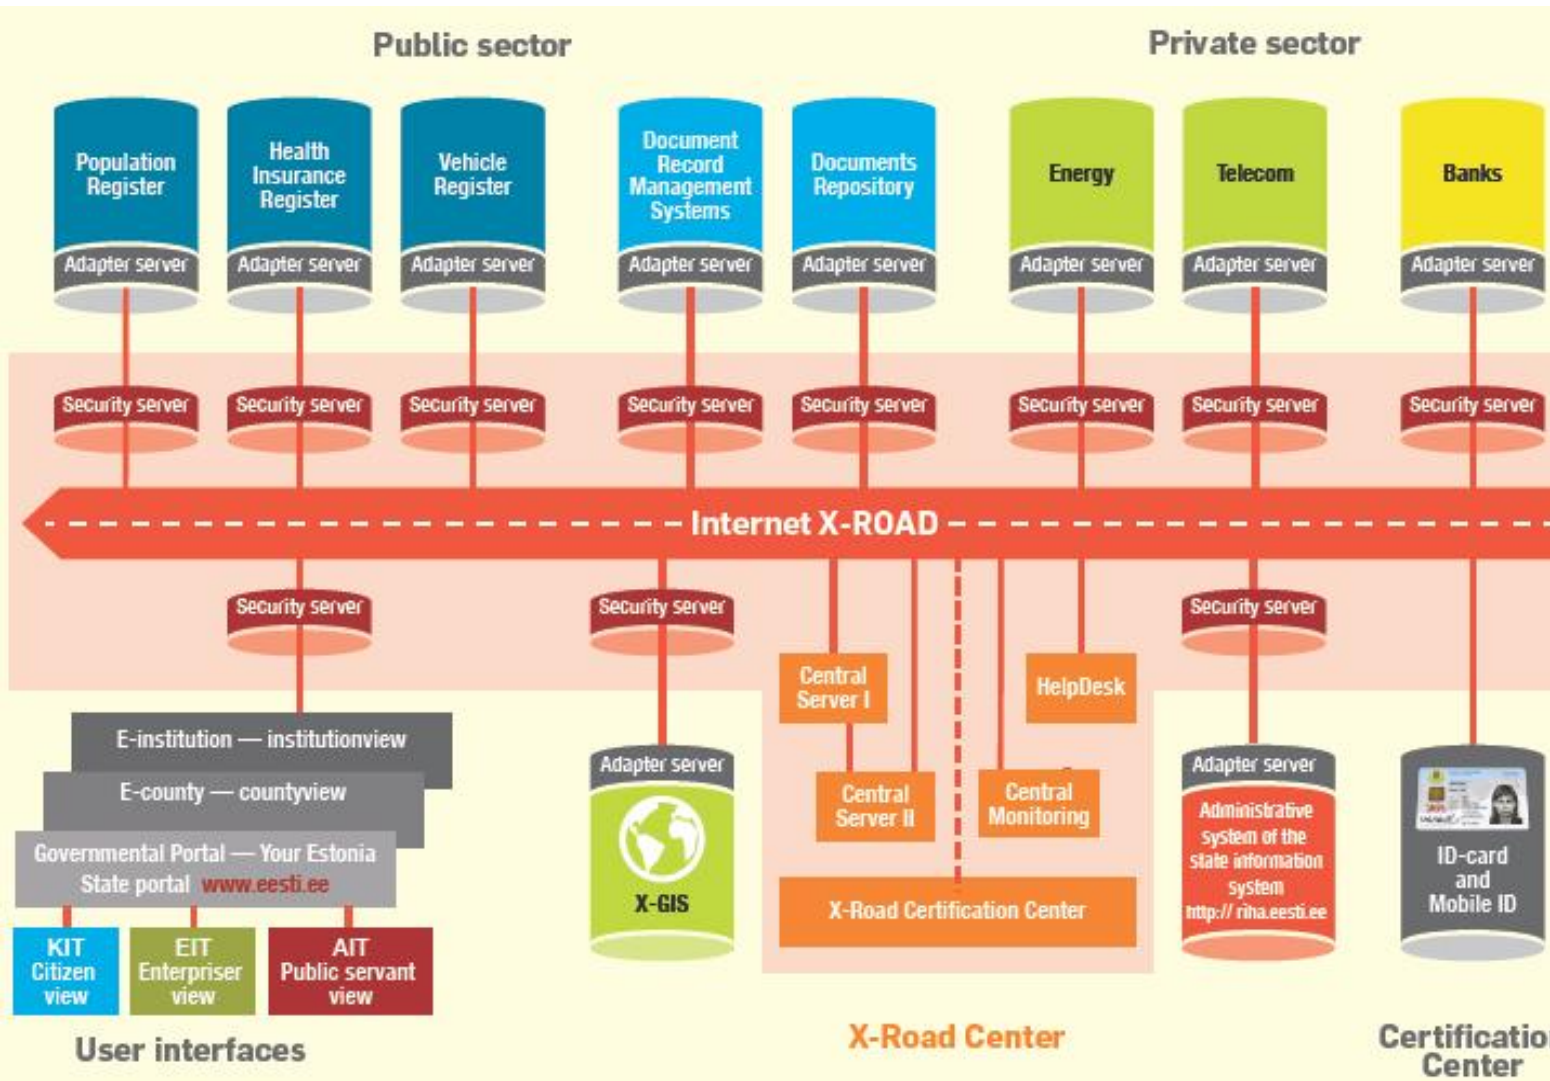 Public sector
Private sector
Population
Register
Health
Insurance
Register
Vehicle
Register
Document
Record
Management
Systems
Documents
Repository
Energy
Telecom
Banks
Adapter server
Adapter server
Adapter server
Adapter server
Adapter server
Adapter server
Adapter server
Adapter server
Security server
Security server
Security server
Security server
Security server
Security server
Security server
Security server
Internet X-ROAD
Security server
Security server
Security server
E-institution — institutionview
E-county — countyview
Governmental Portal — Your Estonia
State portal www.eesti.ee
KIT
Citizen
view
EIT
Enterpriser
view
AIT
Public servant
view
User interfaces
Adapter server
X-GIS
Central
Server I
HelpDesk
Central
Server II
Central
Monitoring
X-Road Certification Center
X-Road Center
Adapter server
Administrative
system of the
state information
system
http:// riha.eesti.ee
ID-card
and
Mobile ID
Certificatio
Center